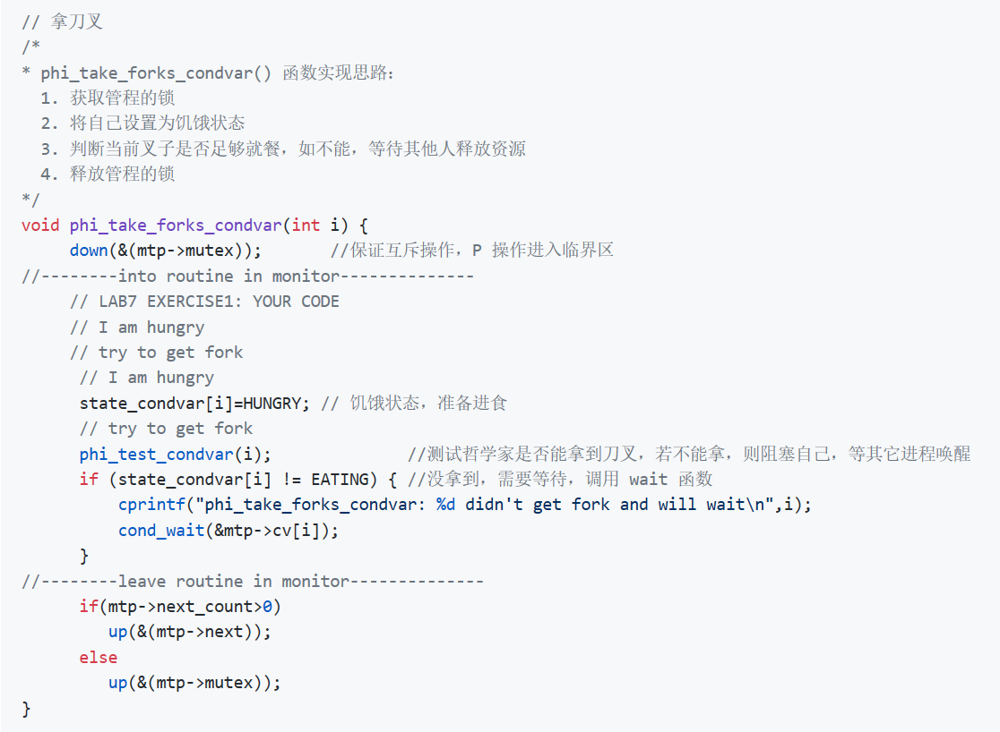 // 拿刀叉
/*
* phi_take_forks_condvar() 函数实现思路：
  1. 获取管程的锁
  2. 将自己设置为饥饿状态
  3. 判断当前叉子是否足够就餐，如不能，等待其他人释放资源
  4. 释放管程的锁
*/
void phi_take_forks_condvar(int i) {
     down(&(mtp->mutex));       //保证互斥操作，P 操作进入临界区
//--------into routine in monitor--------------
     // LAB7 EXERCISE1: YOUR CODE
     // I am hungry
     // try to get fork
      // I am hungry
      state_condvar[i]=HUNGRY; // 饥饿状态，准备进食
      // try to get fork
      phi_test_condvar(i);              //测试哲学家是否能拿到刀叉，若不能拿，则阻塞自己，等其它进程唤醒
      if (state_condvar[i] != EATING) { //没拿到，需要等待，调用 wait 函数
          cprintf("phi_take_forks_condvar: %d didn't get fork and will wait\n",i);
          cond_wait(&mtp->cv[i]);
      }
//--------leave routine in monitor--------------
      if(mtp->next_count>0)
         up(&(mtp->next));
      else
         up(&(mtp->mutex));
}